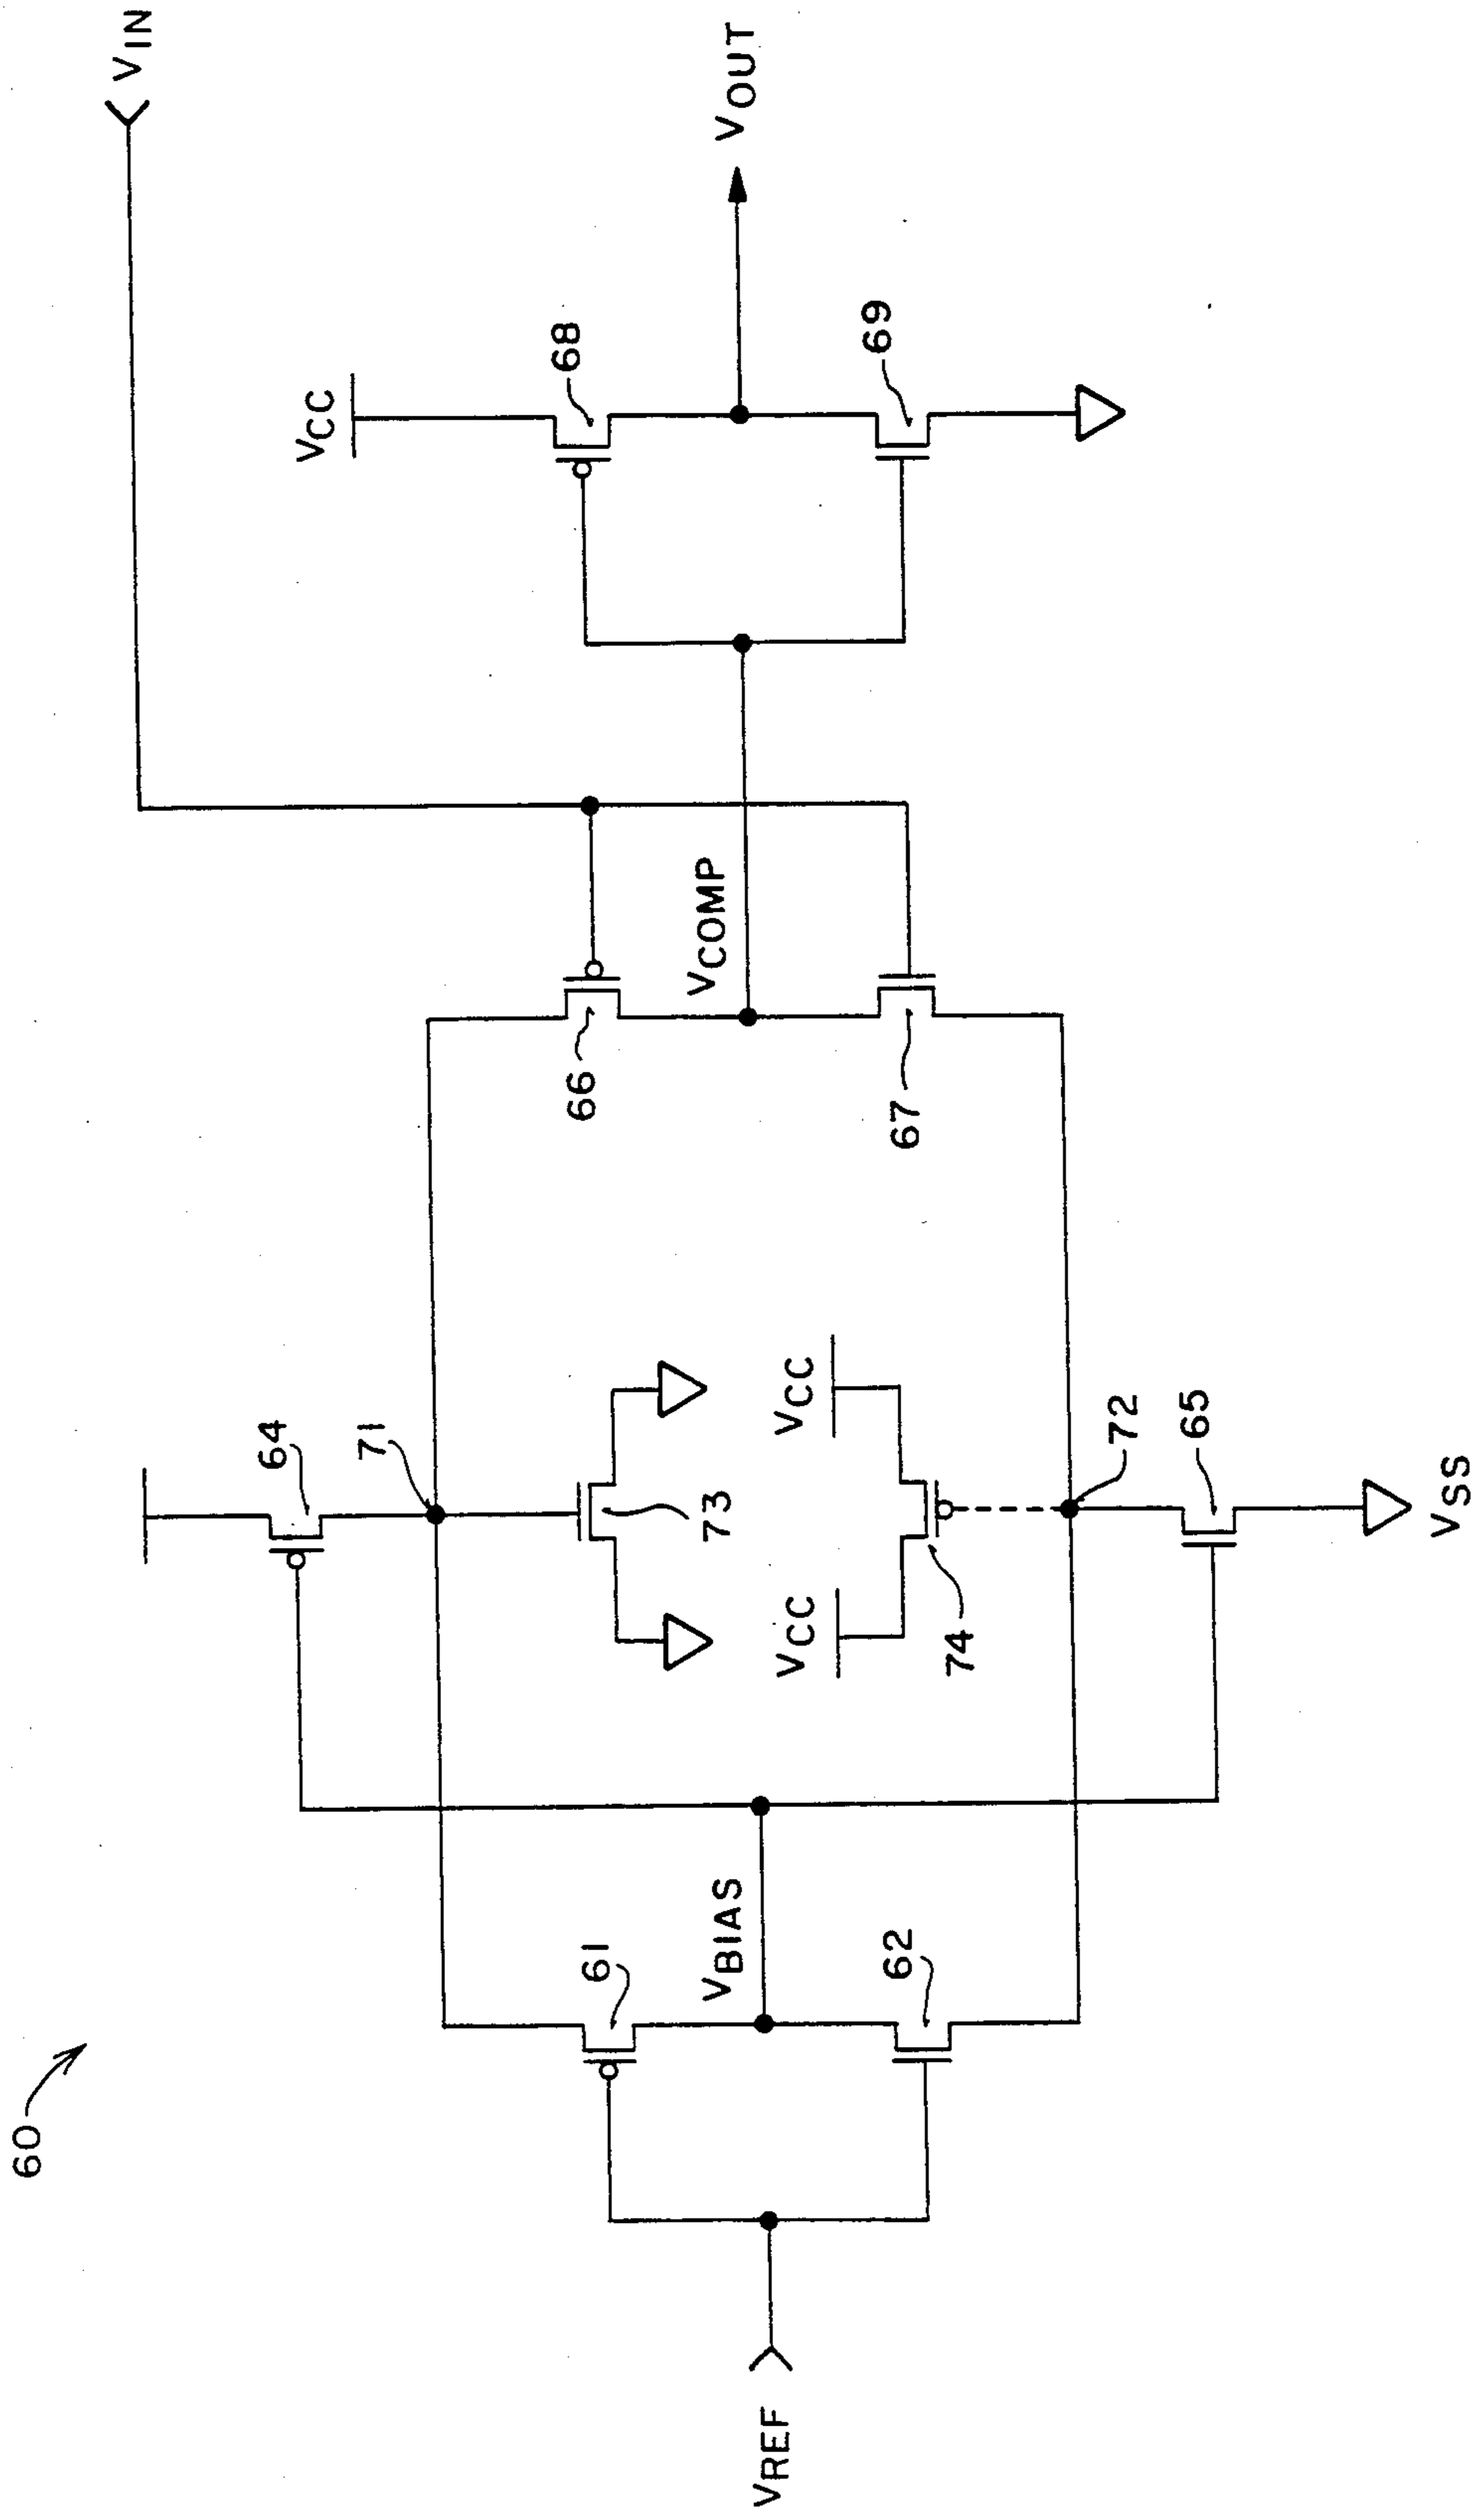 60
VREF
VIN
VCC
68
VOUT
69
64
71
66
VCOMP
67
73
VCC
VCC
74
72
65
VSS
61
VBIAS
62